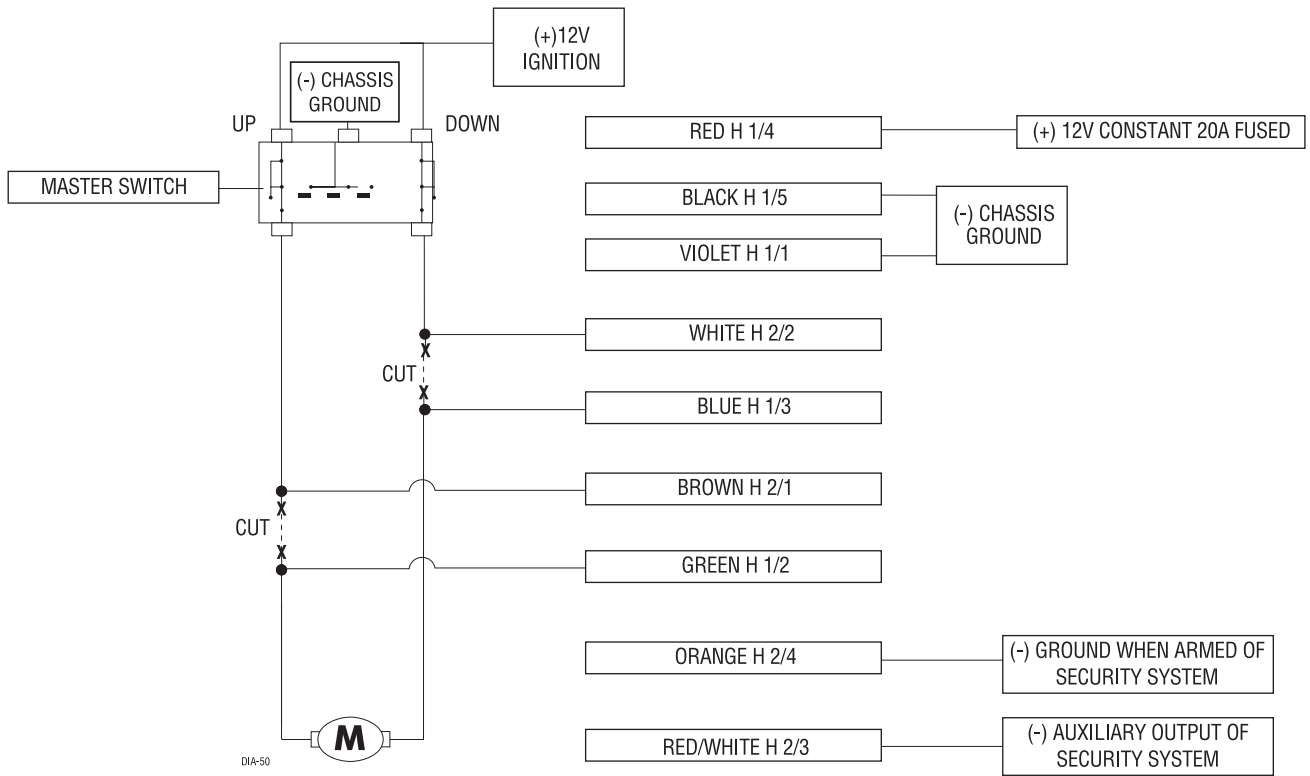 (+)12V
IGNITION
(-) CHASSIS
GROUND
UP
DOWN
MASTER SWITCH
RED H 1/4
(+) 12V CONSTANT 20A FUSED
BLACK H 1/5
(-) CHASSIS
GROUND
VIOLET H 1/1
WHITE H 2/2
X
CUT
X
BLUE H 1/3
BROWN H 2/1
X
CUT
X
GREEN H 1/2
ORANGE H 2/4
(-) GROUND WHEN ARMED OF
SECURITY SYSTEM
M
RED/WHITE H 2/3
(-) AUXILIARY OUTPUT OF
SECURITY SYSTEM
DIA-50